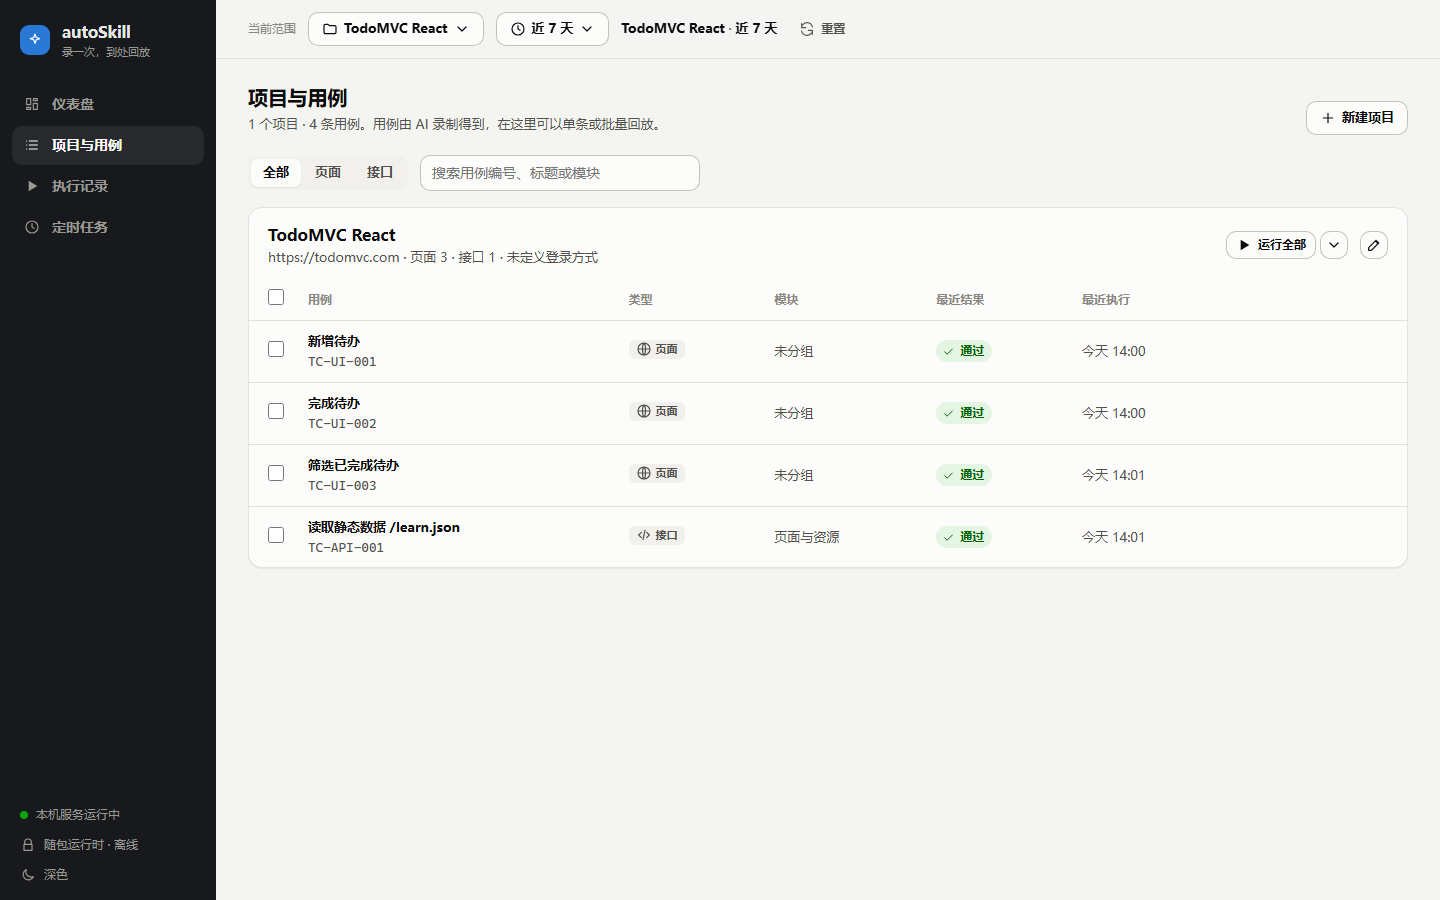 autoSkill
录一次，到处回放
仪表盘
项目与用例
执行记录
定时任务
本机服务运行中
随包运行时 · 离线
深色
当前范围 TodoMVC React 近 7 天 TodoMVC React · 近 7 天 重置
项目与用例
1 个项目 · 4 条用例。用例由 AI 录制得到，在这里可以单条或批量回放。
新建项目
全部 页面 接口 搜索用例编号、标题或模块
TodoMVC React
https://todomvc.com · 页面 3 · 接口 1 · 未定义登录方式
运行全部
用例 类型 模块 最近结果 最近执行
新增待办
TC-UI-001
页面 未分组 通过 今天 14:00
完成待办
TC-UI-002
页面 未分组 通过 今天 14:00
筛选已完成待办
TC-UI-003
页面 未分组 通过 今天 14:01
读取静态数据 /learn.json
TC-API-001
接口 页面与资源 通过 今天 14:01